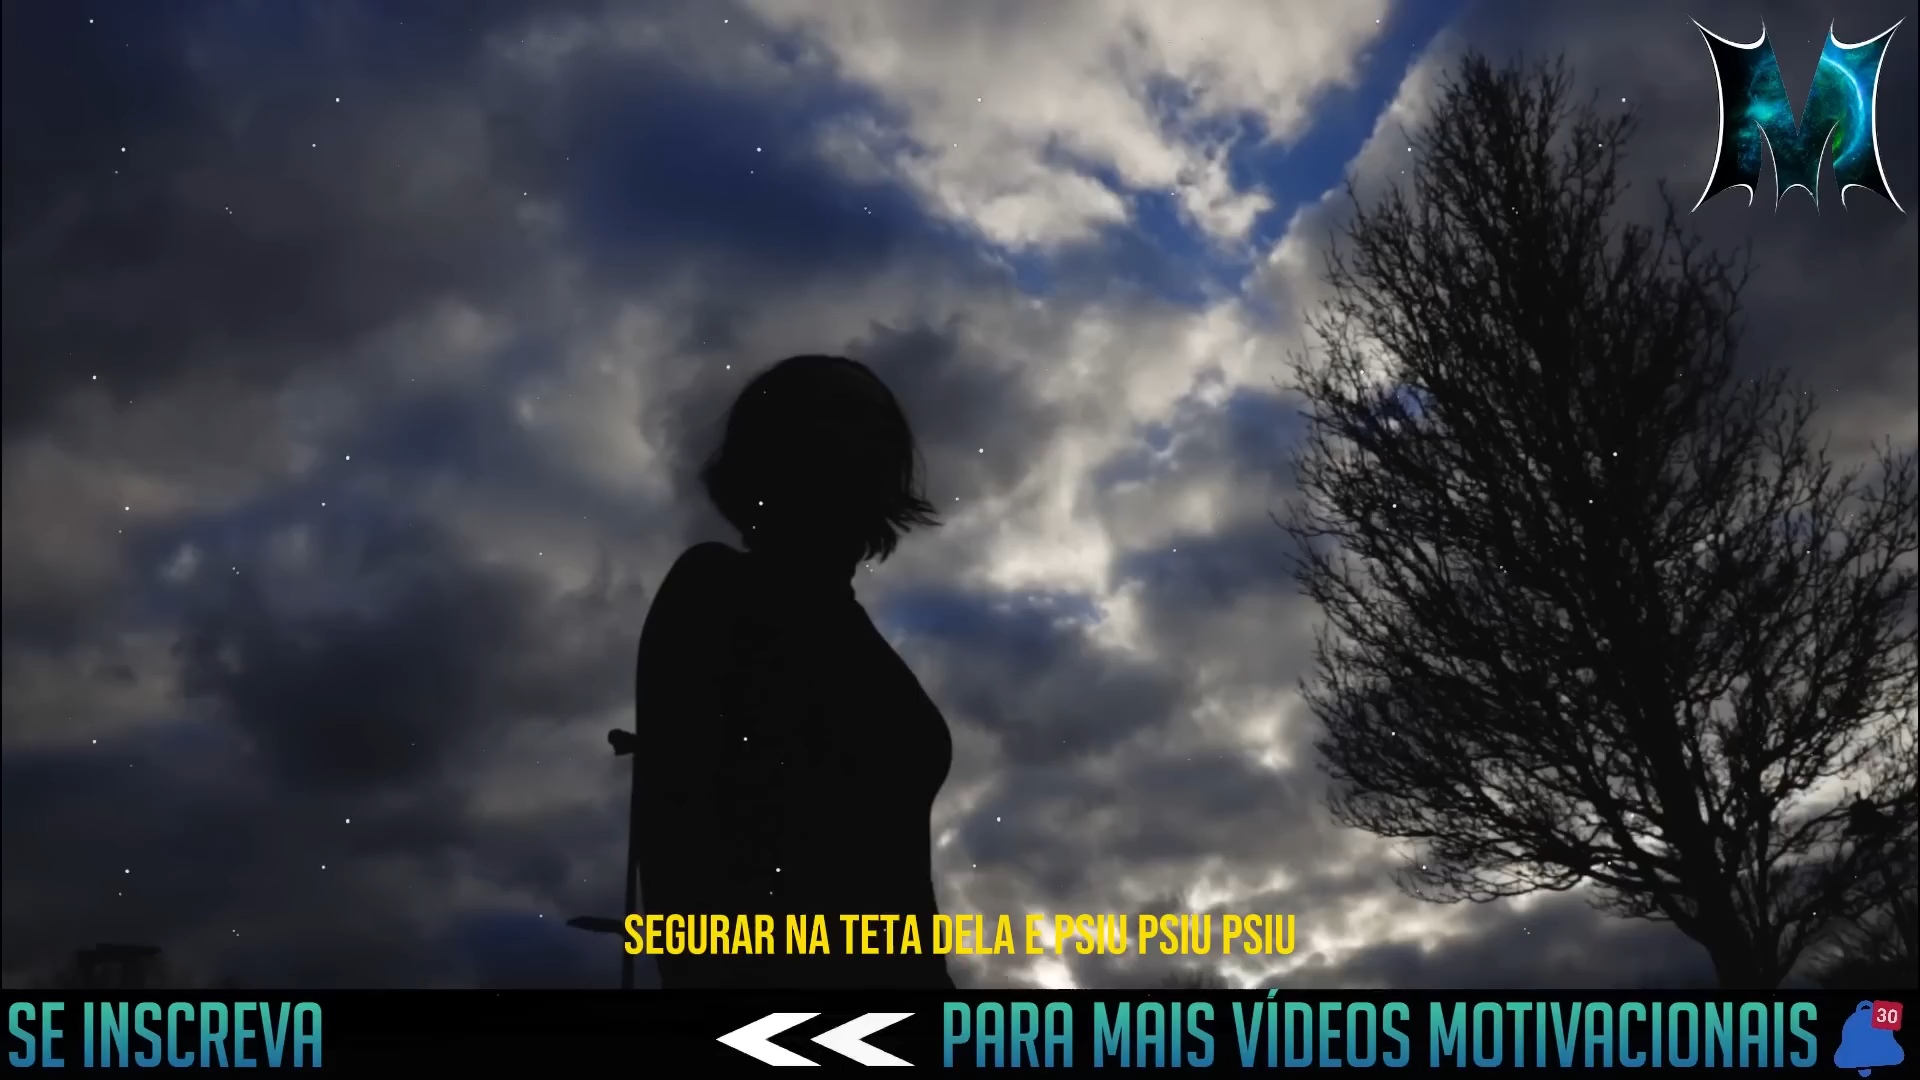 M
SEGURAR NA TETA DELA E PSIU PSIU PSIU
SE INSCREVA
PARA MAIS VÍDEOS MOTIVACIONAIS
30